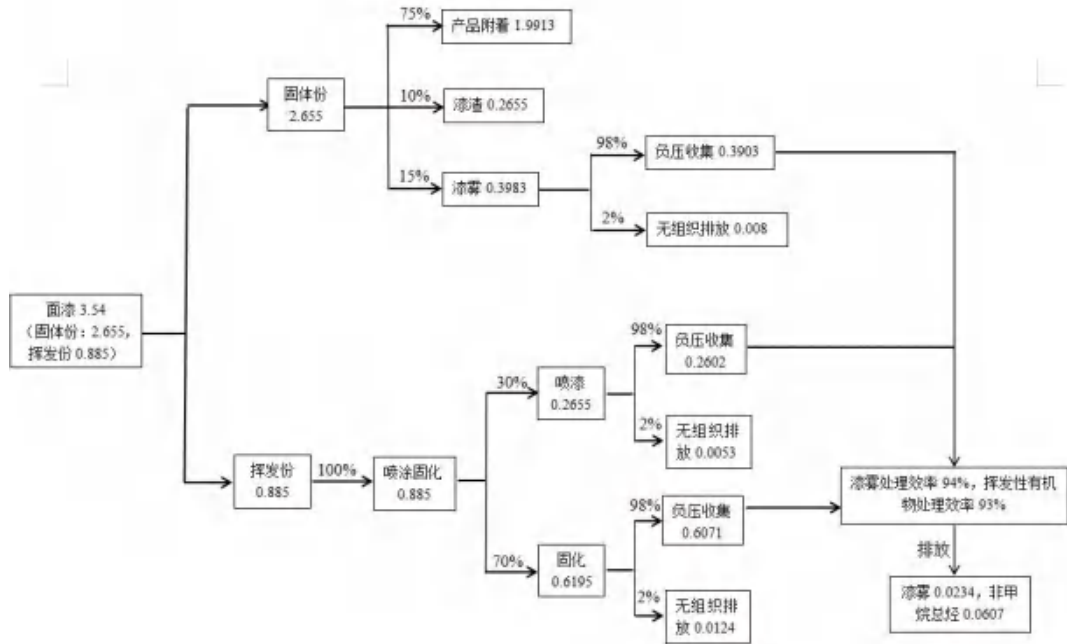 75%
产品附着 1.9913
固体份
2.655
10%
漆渣 0.2655
15%
漆雾 0.3983
98%
负压收集 0.3903
2%
无组织排放 0.008
面漆 3.54
（固体份：2.655,
挥发份 0.885）
挥发份
0.885
100%
喷涂固化
0.885
30%
喷漆
0.2655
98%
负压收集
0.2602
2%
无组织排
放 0.0053
70%
固化
0.6195
98%
负压收集
0.6071
2%
无组织排
放 0.0124
漆雾处理效率 94%，挥发性有机
物处理效率 93%
排放
漆雾 0.0234，非甲
烷总烃 0.0607